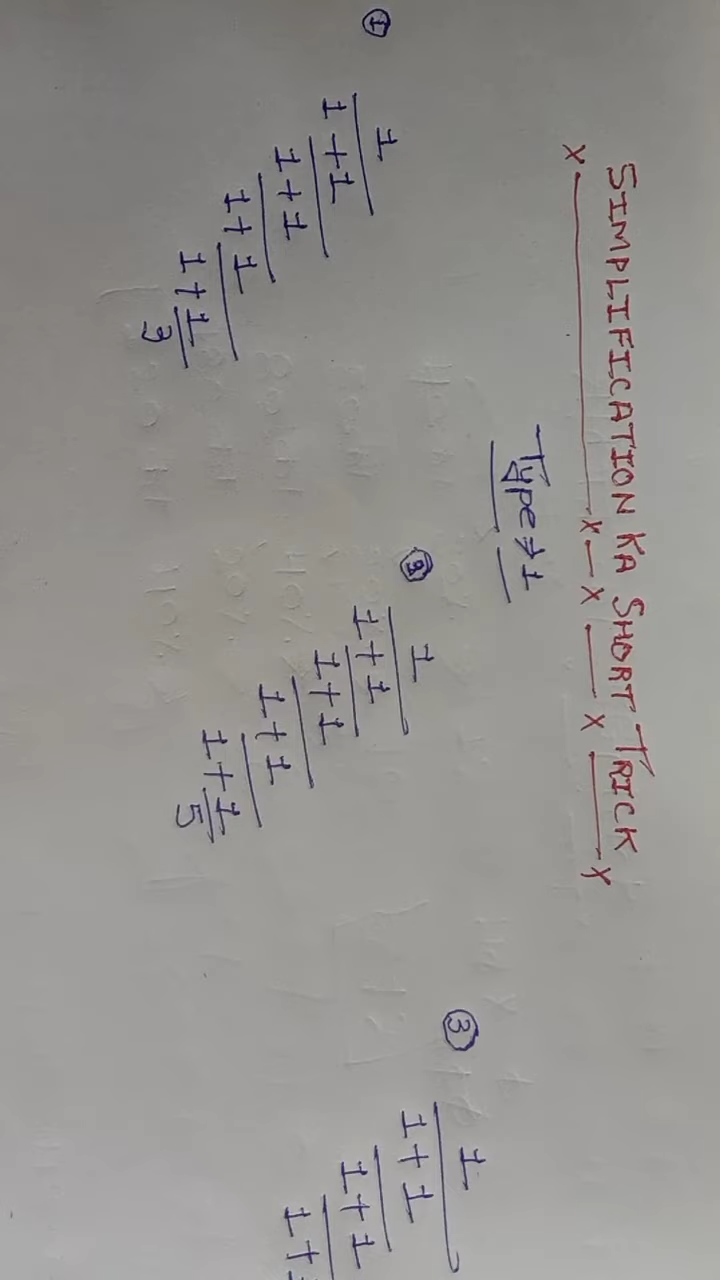 SIMPLIFICATION KA SHORT TRICK
x x x x x
Type → 1
①
1
1 + 1
1 + 1
1 + 1
1 + 1
3
②
1
1 + 1
1 + 1
1 + 1
1 + 1
5
③
1
1 + 1
1 + 1
1 +